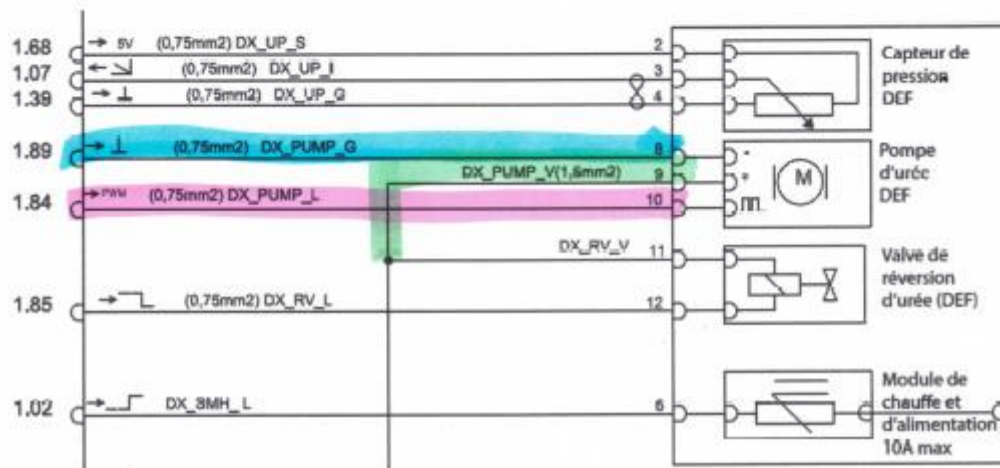 1.68 5V (0,75mm2) DX_UP_S 2
1.07 (0,75mm2) DX_UP_I 3
1.39 (0,75mm2) DX_UP_G 4
Capteur de
pression
DEF
1.89 (0,75mm2) DX_PUMP_G 8 -
DX_PUMP_V(1,5mm2) 9 +
1.84 PWM (0,75mm2) DX_PUMP_L 10
M
Pompe
d'urée
DEF
DX_RV_V 11
1.85 (0,75mm2) DX_RV_L 12
Valve de
réversion
d'urée (DEF)
1.02 DX_SMH_L 6
Module de
chauffe et
d'alimentation
10A max